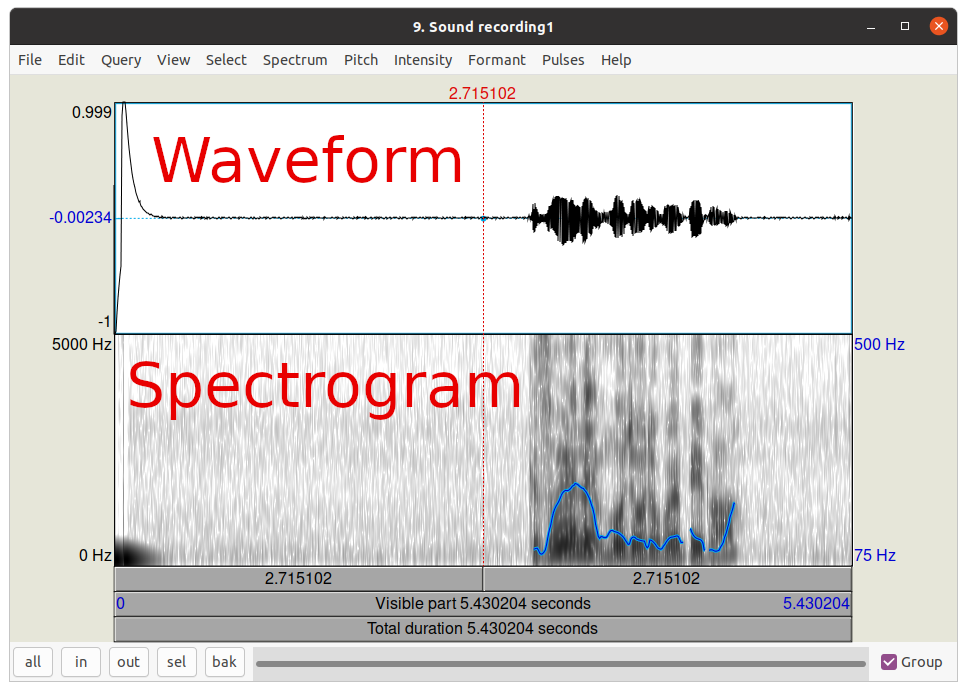 9. Sound recording1
File Edit Query View Select Spectrum Pitch Intensity Formant Pulses Help
2.715102
0.999
Waveform
-0.00234
-1
5000 Hz
500 Hz
Spectrogram
0 Hz
75 Hz
2.715102 2.715102
0 Visible part 5.430204 seconds 5.430204
Total duration 5.430204 seconds
all in out sel bak Group